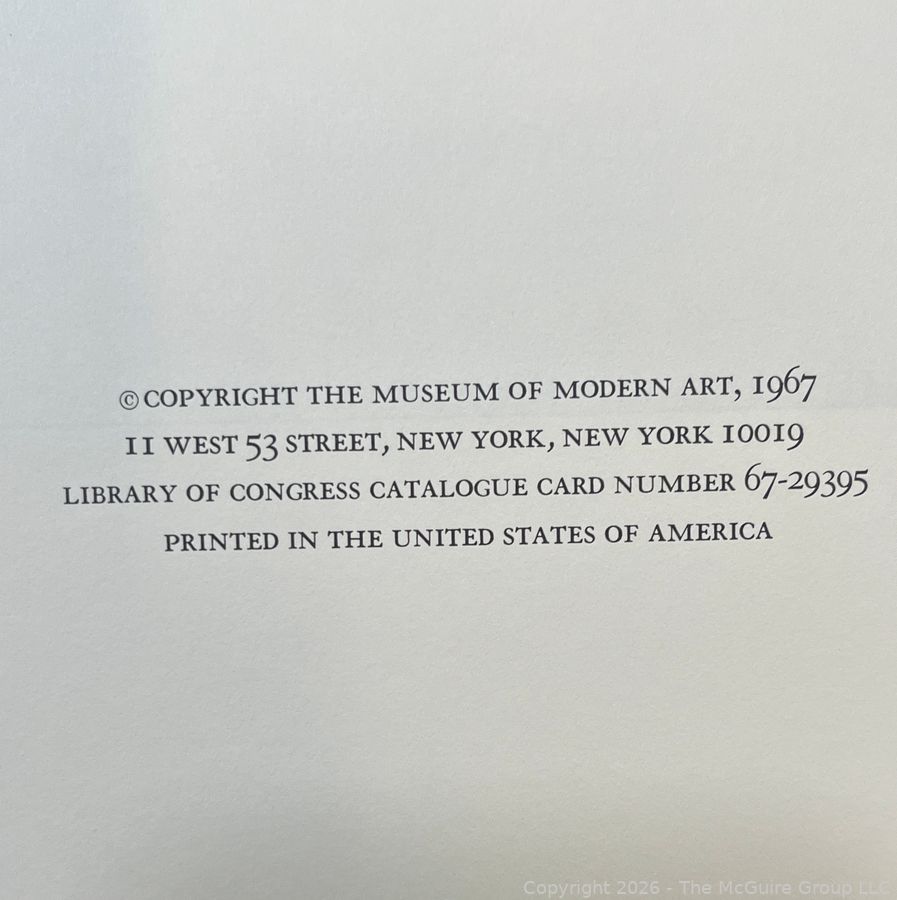 ©COPYRIGHT THE MUSEUM OF MODERN ART, 1967
11 WEST 53 STREET, NEW YORK, NEW YORK 10019
LIBRARY OF CONGRESS CATALOGUE CARD NUMBER 67-29395
PRINTED IN THE UNITED STATES OF AMERICA
Copyright 2026 - The McGuire Group LLC